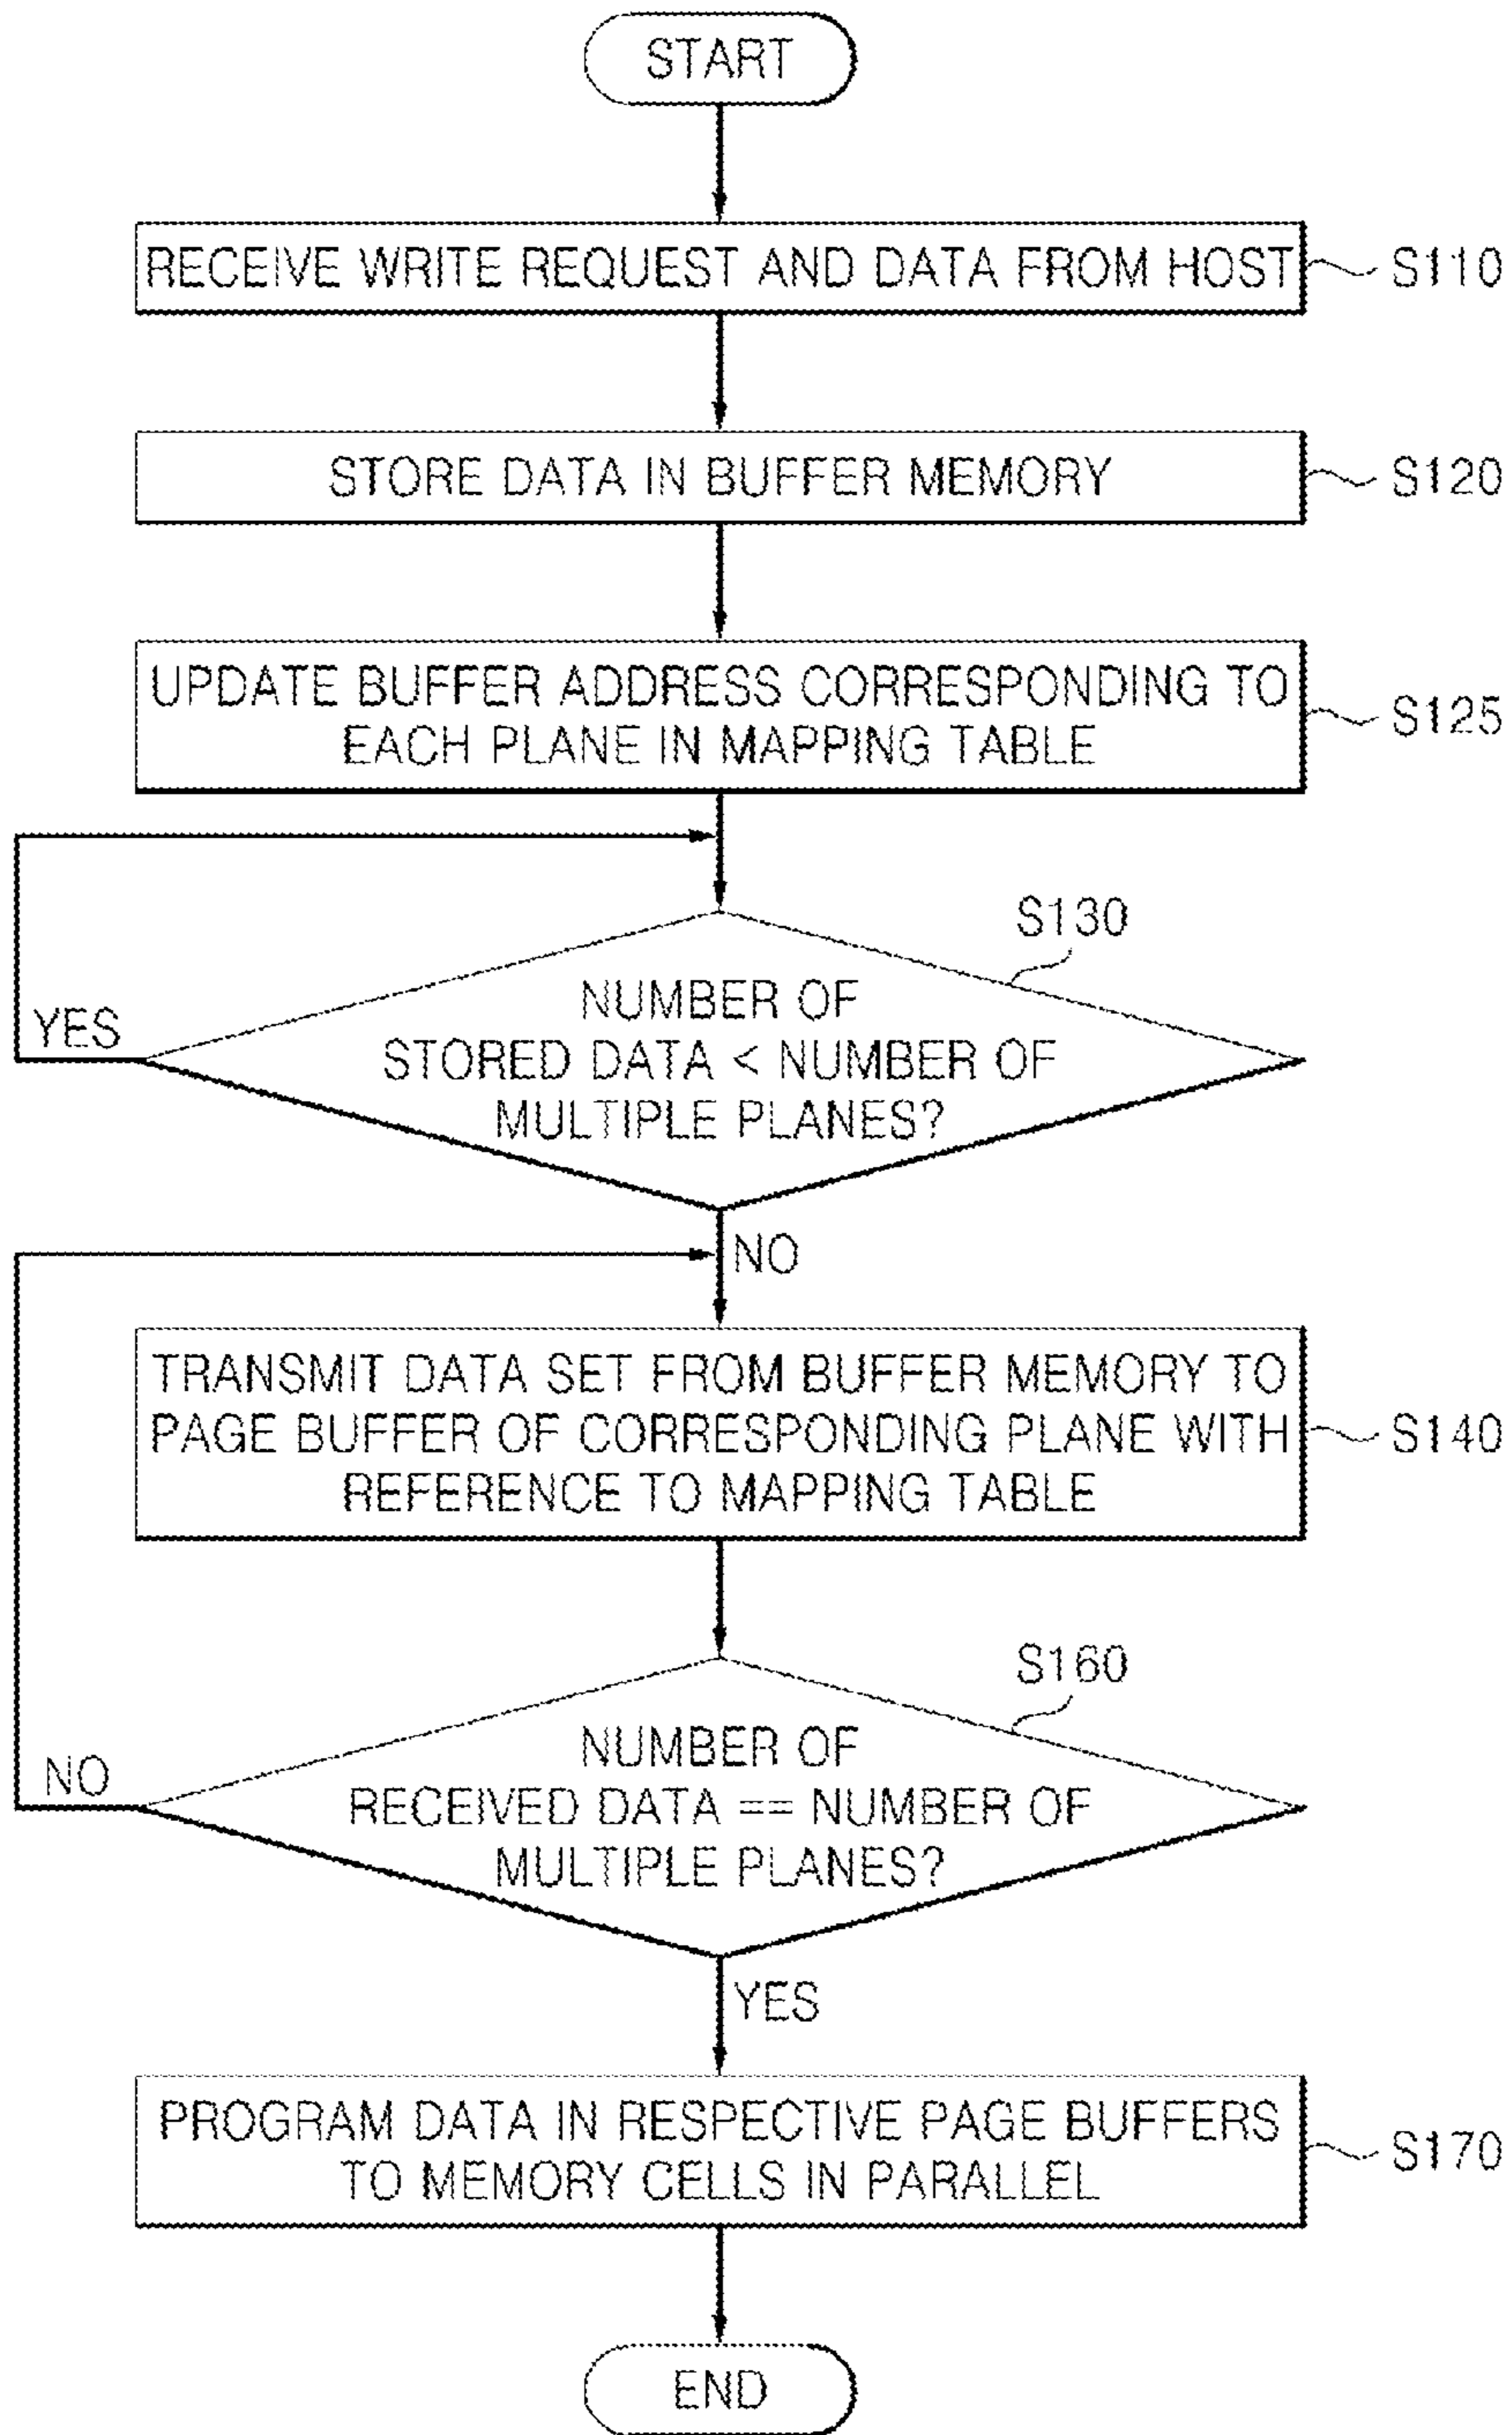 START
RECEIVE WRITE REQUEST AND DATA FROM HOST
S110
STORE DATA IN BUFFER MEMORY
S120
UPDATE BUFFER ADDRESS CORRESPONDING TO
EACH PLANE IN MAPPING TABLE
S125
S130
NUMBER OF
STORED DATA < NUMBER OF
MULTIPLE PLANES?
YES
NO
TRANSMIT DATA SET FROM BUFFER MEMORY TO
PAGE BUFFER OF CORRESPONDING PLANE WITH
REFERENCE TO MAPPING TABLE
S140
S160
NUMBER OF
RECEIVED DATA == NUMBER OF
MULTIPLE PLANES?
NO
YES
PROGRAM DATA IN RESPECTIVE PAGE BUFFERS
TO MEMORY CELLS IN PARALLEL
S170
END